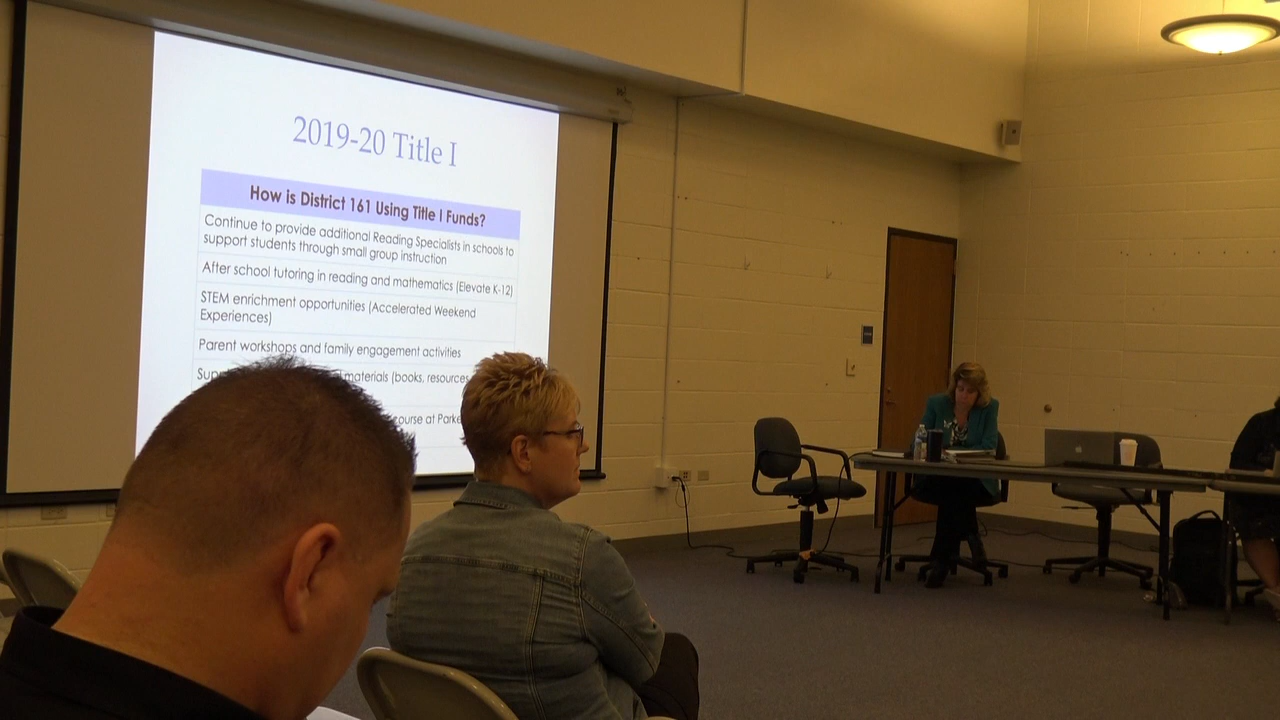 2019-20 Title I
How is District 161 Using Title I Funds?
Continue to provide additional Reading Specialists in schools to
support students through small group instruction
After school tutoring in reading and mathematics (Elevate K-12)
STEM enrichment opportunities (Accelerated Weekend
Experiences)
Parent workshops and family engagement activities
materials (books, resources
course at